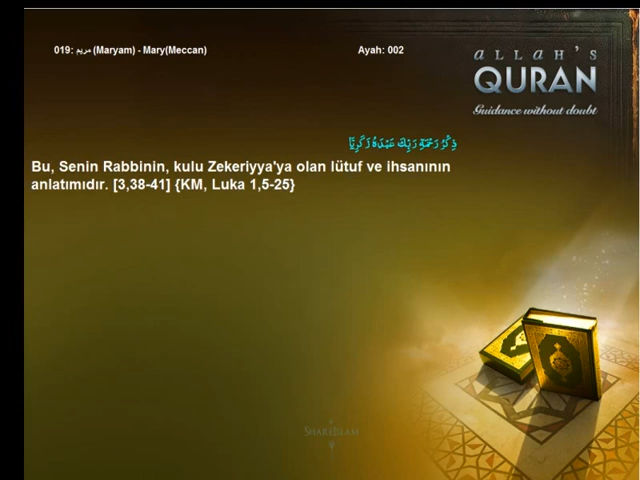 019: مريم (Maryam) - Mary(Meccan) Ayah: 002
ALLAH'S
QURAN
Guidance without doubt
ذِكْرُ رَحْمَةِ رَبِّكَ عَبْدَهُ زَكَرِيَّا
Bu, Senin Rabbinin, kulu Zekeriyya'ya olan lütuf ve ihsanının
anlatımıdır. [3,38-41] {KM, Luka 1,5-25}
SHAREISLAM